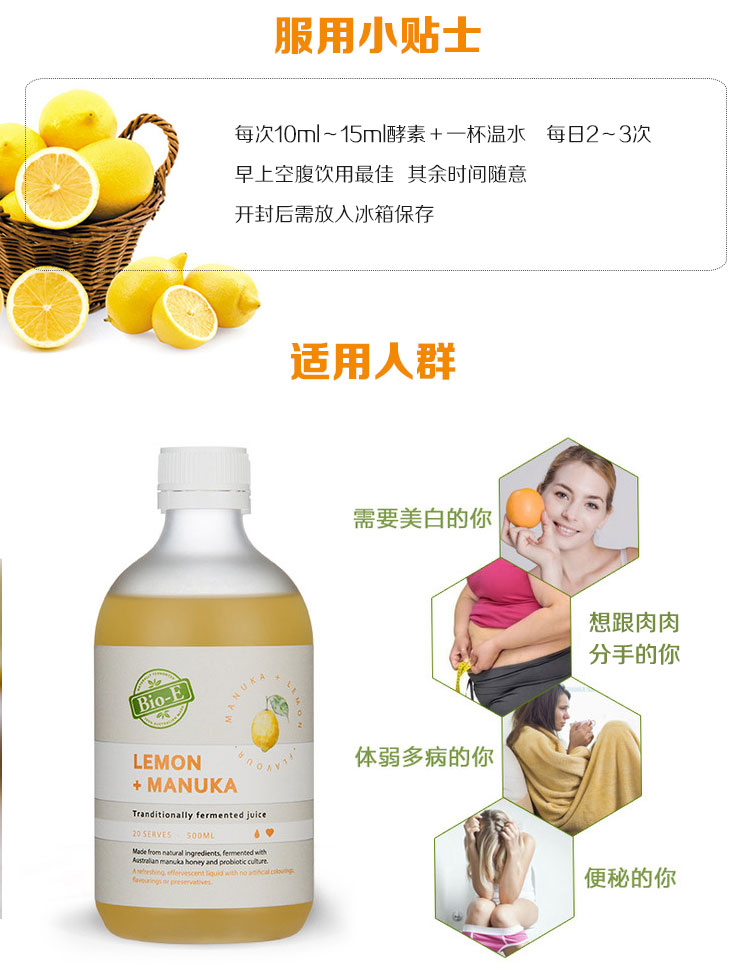 服用小贴士
每次10ml～15ml酵素+一杯温水 每日2～3次
早上空腹饮用最佳 其余时间随意
开封后需放入冰箱保存
适用人群
需要美白的你
想跟肉肉
分手的你
体弱多病的你
便秘的你
Bio-E
MANUKA + LEMON
FLAVOUR
LEMON
+ MANUKA
Tranditionally fermented juice
20 SERVES · 500ML
Made from natural ingredients, fermented with
Australian manuka honey and probiotic culture.
A refreshing, effervescent liquid with no artifical colourings,
flavourings or preservatives.